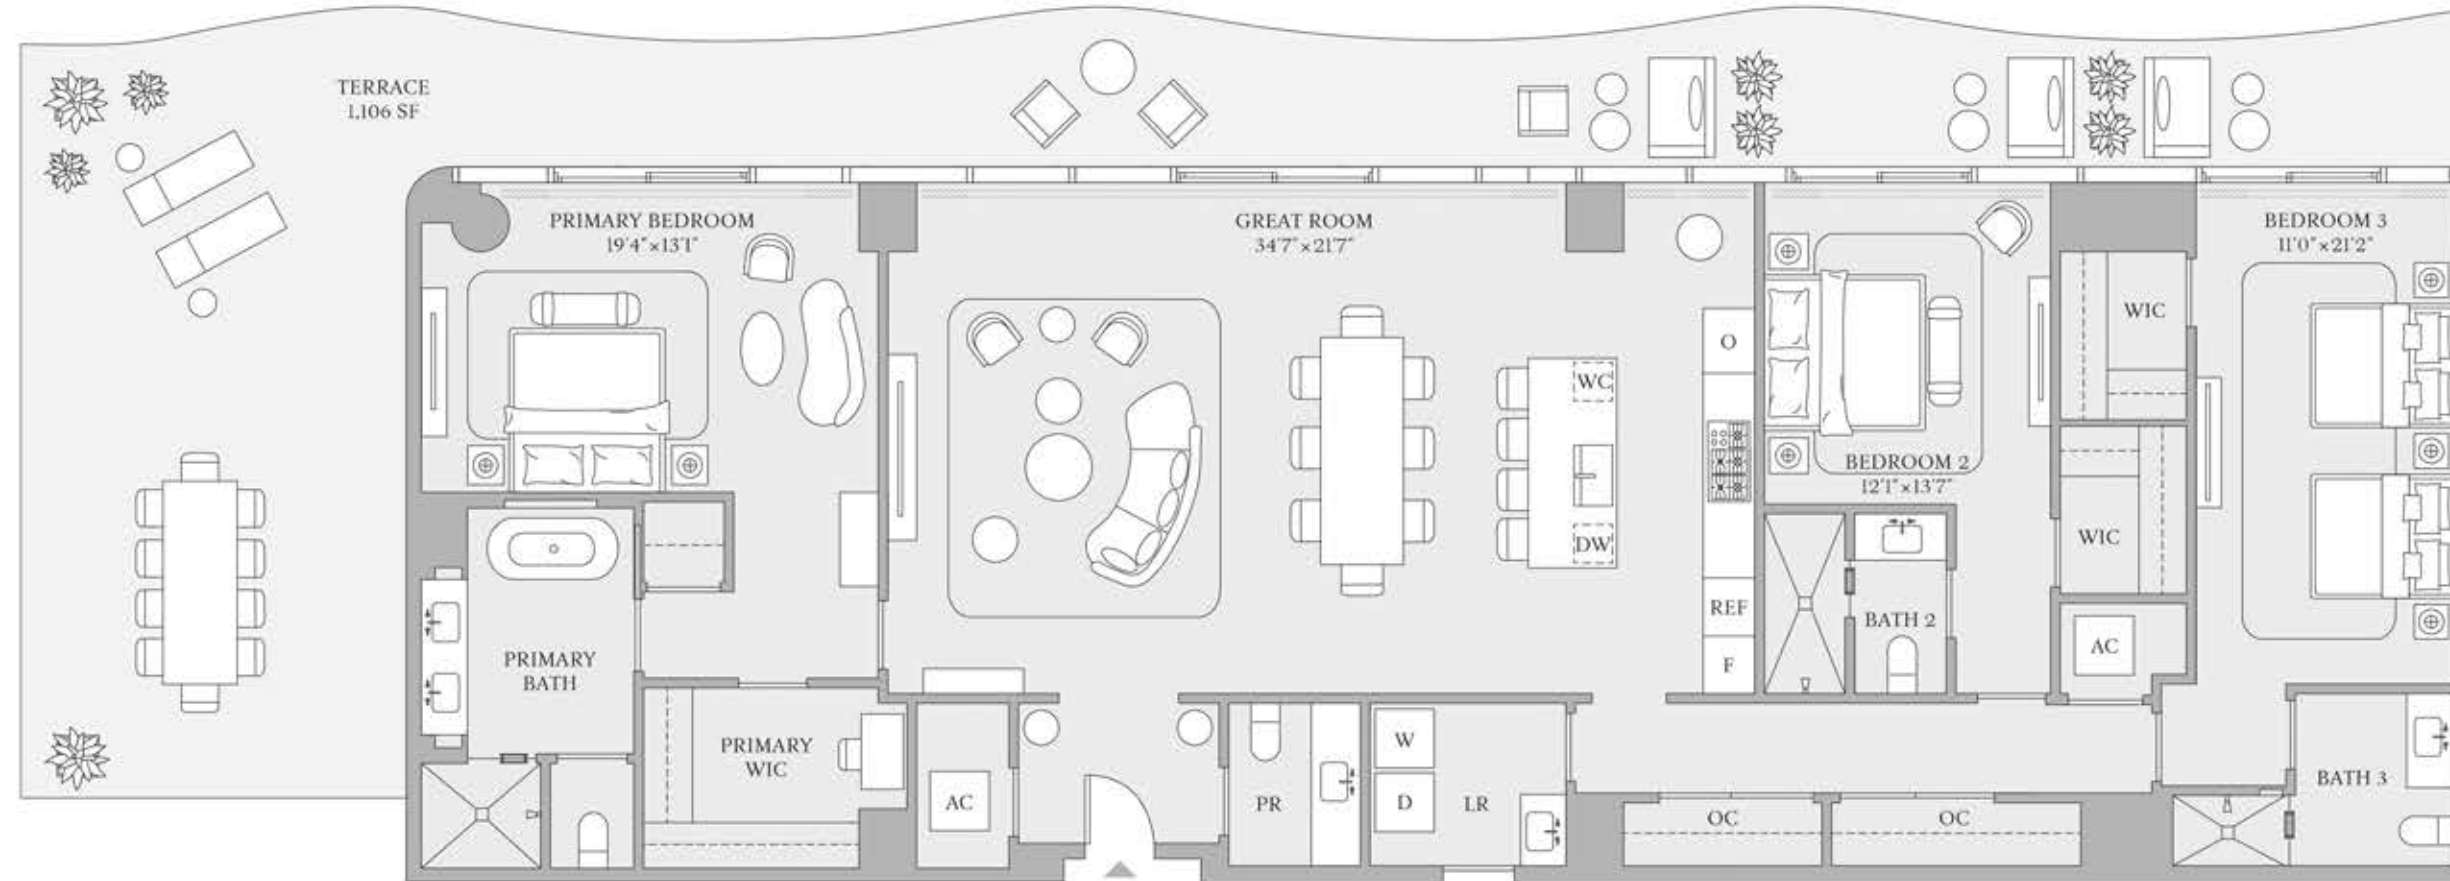 TERRACE
1,106 SF
PRIMARY BEDROOM
19'4"×13'1"
GREAT ROOM
34'7"×21'7"
BEDROOM 3
11'0"×21'2"
WIC
O
WC
BEDROOM 2
12'1"×13'7"
WIC
DW
REF
BATH 2
F
AC
PRIMARY
BATH
PRIMARY
WIC
AC
PR
W
D
LR
OC
OC
BATH 3